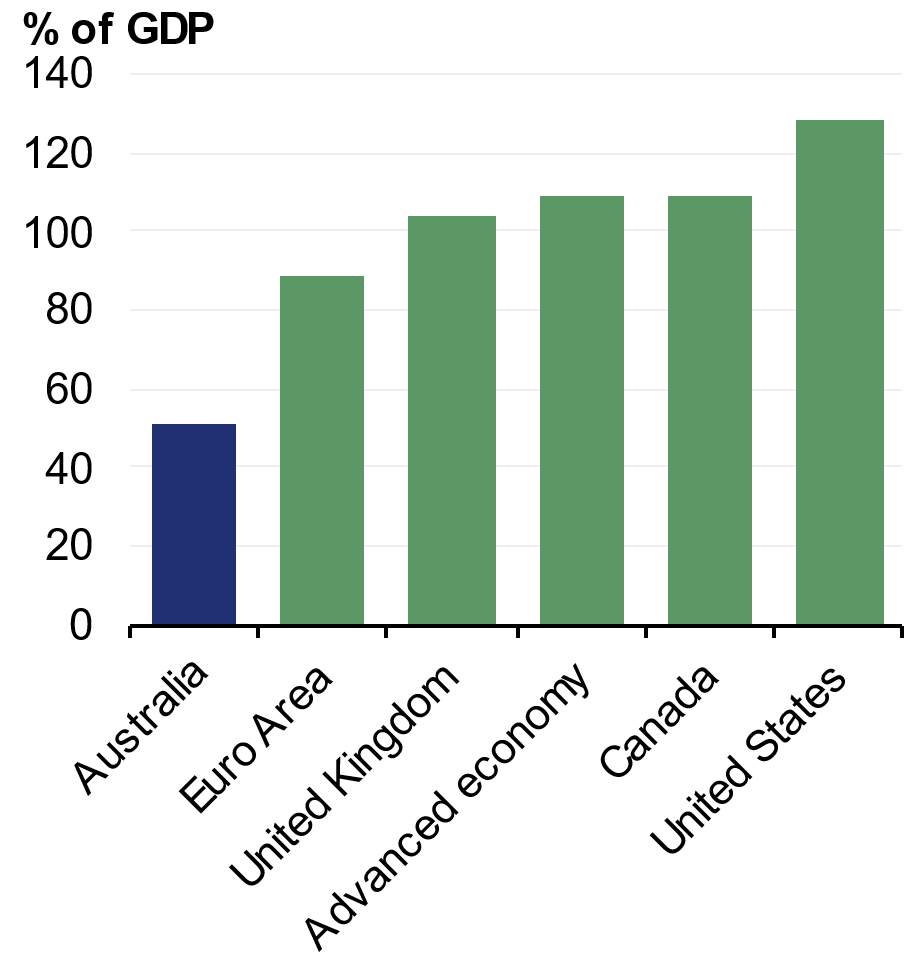 % of GDP
140
120
100
80
60
40
20
0
Australia
Euro Area
United Kingdom
Advanced economy
Canada
United States